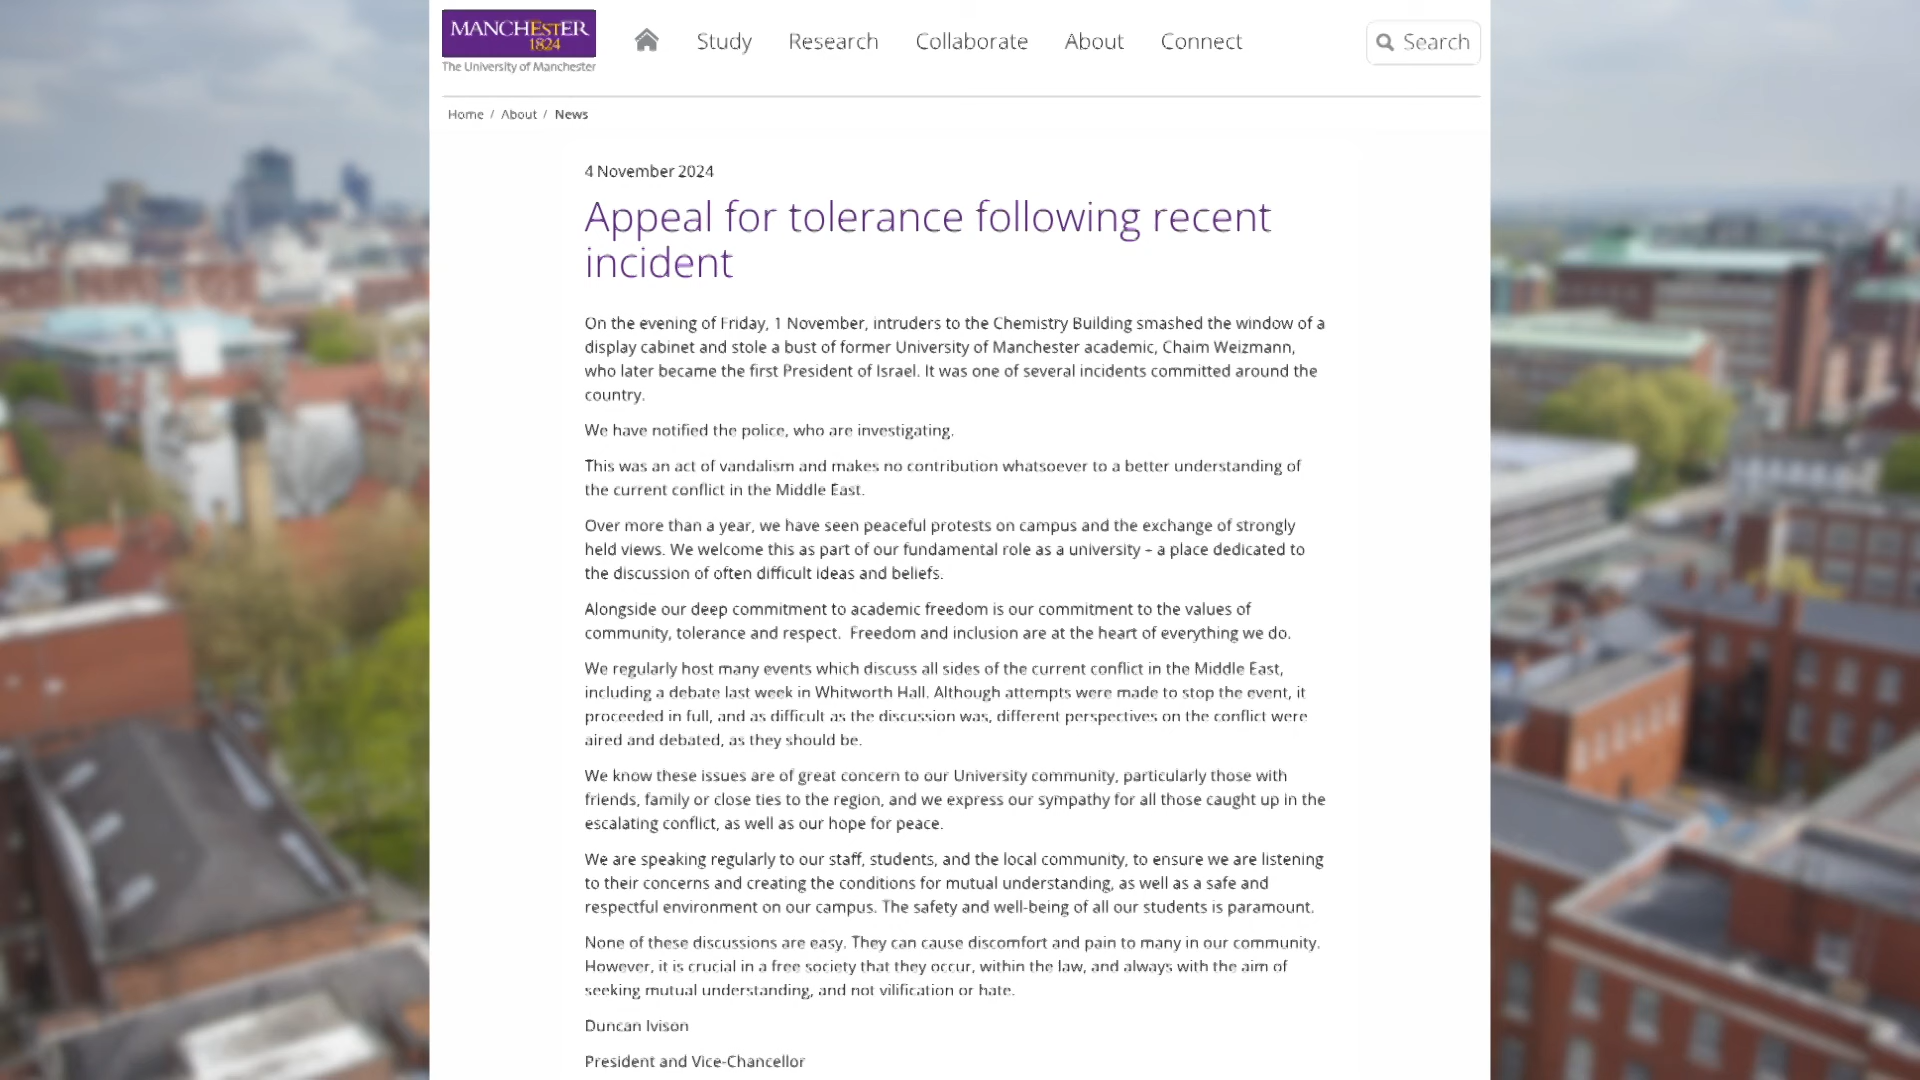 MANCHESTER
1824
The University of Manchester
Study Research Collaborate About Connect Search
Home / About / News
4 November 2024
Appeal for tolerance following recent
incident
On the evening of Friday, 1 November, intruders to the Chemistry Building smashed the window of a
display cabinet and stole a bust of former University of Manchester academic, Chaim Weizmann,
who later became the first President of Israel. It was one of several incidents committed around the
country.
We have notified the police, who are investigating.
This was an act of vandalism and makes no contribution whatsoever to a better understanding of
the current conflict in the Middle East.
Over more than a year, we have seen peaceful protests on campus and the exchange of strongly
held views. We welcome this as part of our fundamental role as a university – a place dedicated to
the discussion of often difficult ideas and beliefs.
Alongside our deep commitment to academic freedom is our commitment to the values of
community, tolerance and respect.  Freedom and inclusion are at the heart of everything we do.
We regularly host many events which discuss all sides of the current conflict in the Middle East,
including a debate last week in Whitworth Hall. Although attempts were made to stop the event, it
proceeded in full, and as difficult as the discussion was, different perspectives on the conflict were
aired and debated, as they should be.
We know these issues are of great concern to our University community, particularly those with
friends, family or close ties to the region, and we express our sympathy for all those caught up in the
escalating conflict, as well as our hope for peace.
We are speaking regularly to our staff, students, and the local community, to ensure we are listening
to their concerns and creating the conditions for mutual understanding, as well as a safe and
respectful environment on our campus. The safety and well-being of all our students is paramount.
None of these discussions are easy. They can cause discomfort and pain to many in our community.
However, it is crucial in a free society that they occur, within the law, and always with the aim of
seeking mutual understanding, and not vilification or hate.
Duncan Ivison
President and Vice-Chancellor